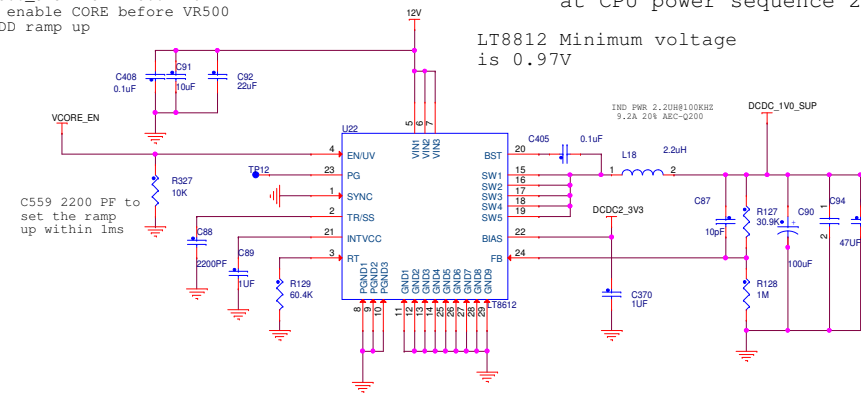 at CPU power sequence 2
enable CORE before VR500
DD ramp up
12V
LT8812 Minimum voltage
is 0.97V
C408
0.1uF
C91
10uF
C92
22uF
IND PWR 2.2UH@100KHZ
9.2A 20% AEC-Q200
DCDC_1V0_SUP
VCORE_EN
U22
5
6
7
VIN1
VIN2
VIN3
4
EN/UV
23
PG
TP12
1
SYNC
2
TR/SS
21
INTVCC
3
RT
BST
20
C405
0.1uF
SW1
15
SW2
16
SW3
17
SW4
18
SW5
19
L18
2.2uH
1
2
DCDC2_3V3
BIAS
22
FB
24
R327
10K
C559 2200 PF to
set the ramp
up within 1ms
C88
2200PF
C89
1UF
R129
60.4K
PGND1
PGND2
PGND3
GND1
GND2
GND3
GND4
GND5
GND6
GND7
GND8
GND9
LT8612
8
9
10
11
12
13
14
25
26
27
28
29
C370
1UF
C87
10pF
R127
30.9K
C90
100uF
C94
1
2
47UF
R128
1M